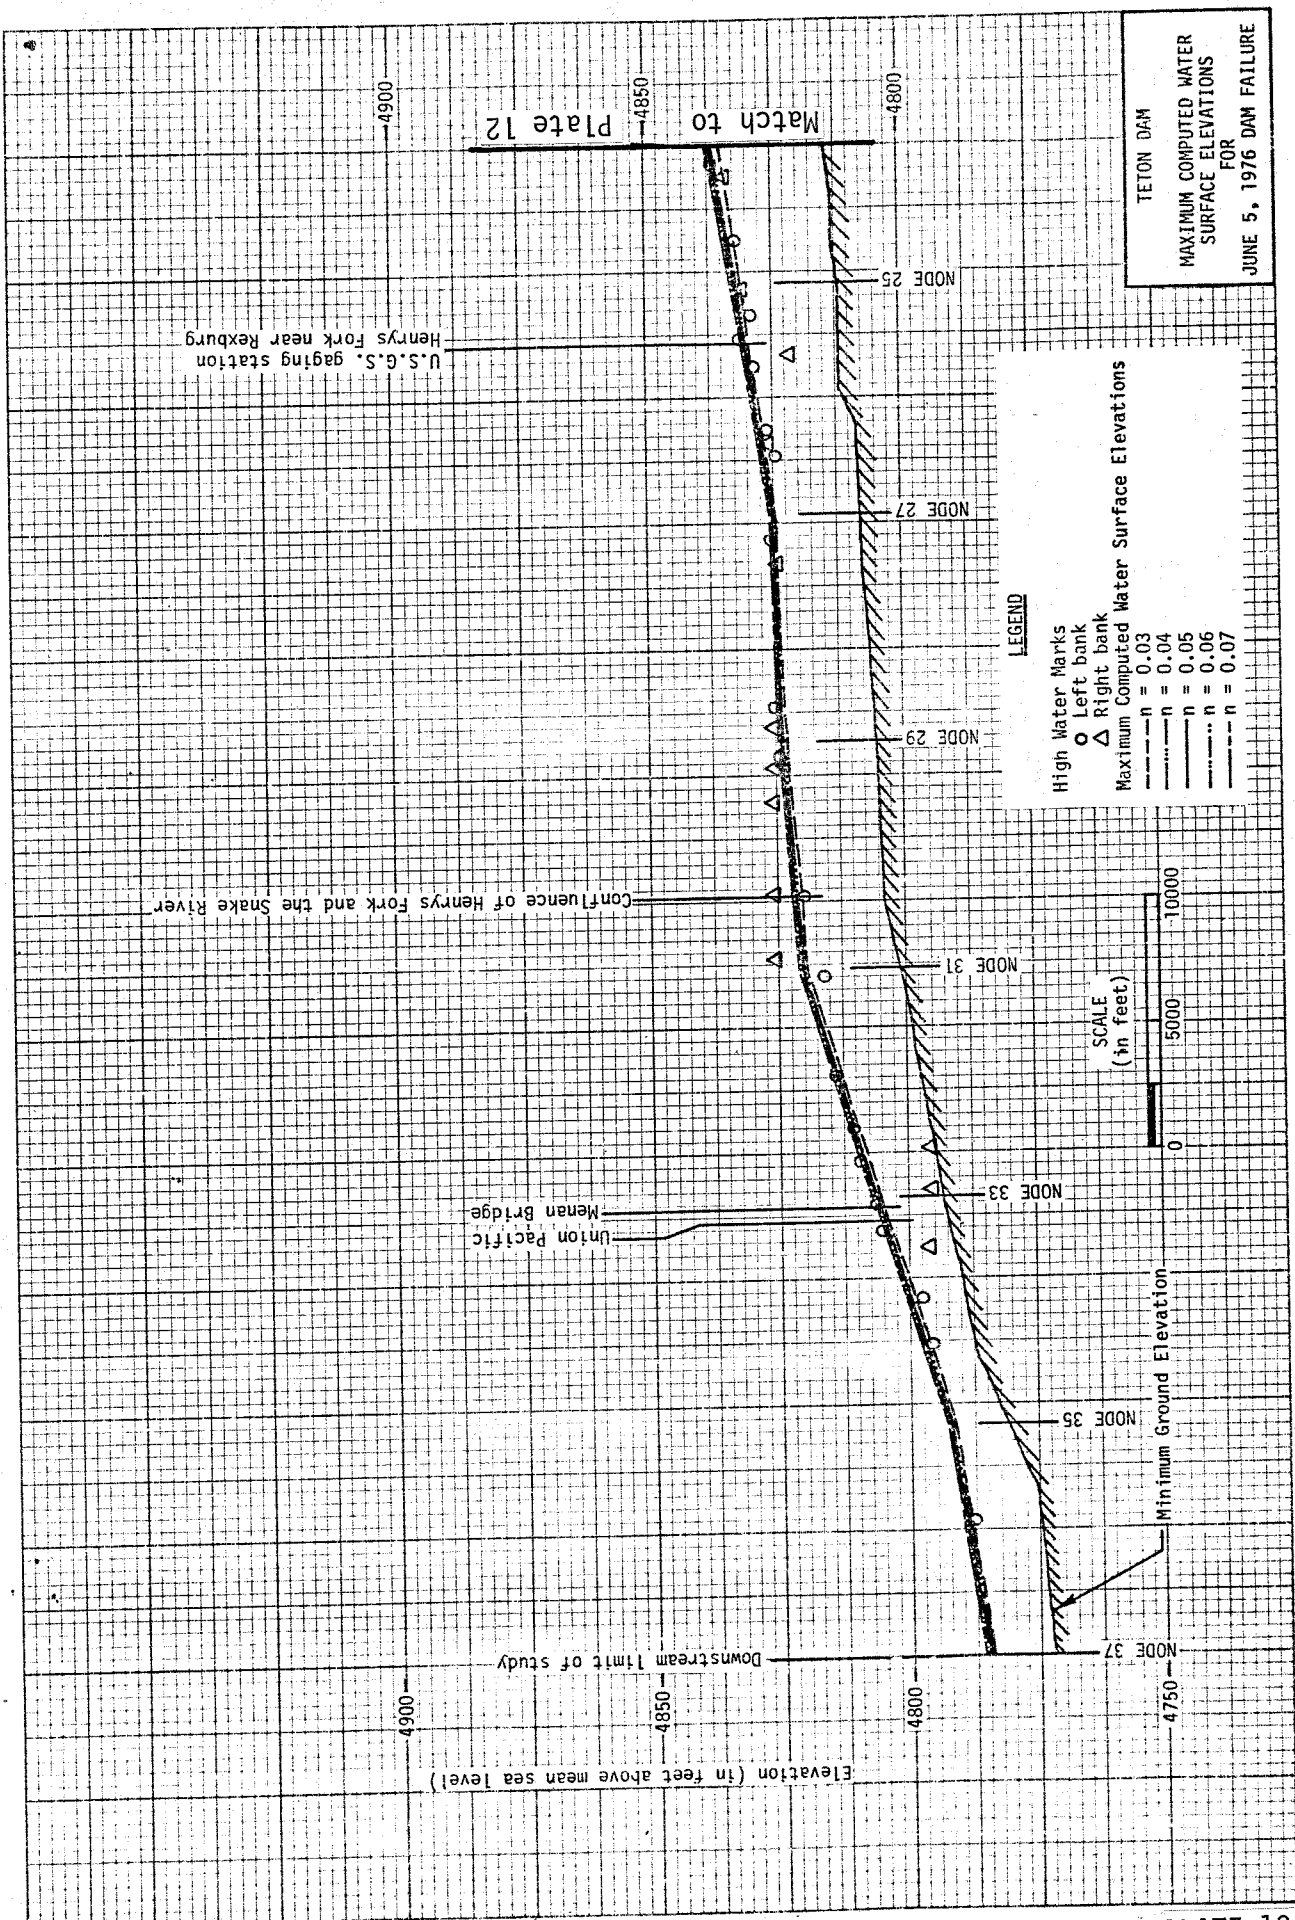 TETON DAM
MAXIMUM COMPUTED WATER
SURFACE ELEVATIONS
FOR
JUNE 5, 1976 DAM FAILURE
4900
4850
4800
Match to
Plate 12
U.S.G.S. gaging station
Henrys Fork near Rexburg
NODE 25
NODE 27
NODE 29
Confluence of Henrys Fork and the Snake River
NODE 31
NODE 33
Menan Bridge
Union Pacific
NODE 35
Minimum Ground Elevation
NODE 37
Downstream limit of study
4900
4850
4800
4750
Elevation (in feet above mean sea level)
LEGEND
High Water Marks
Left bank
Right bank
Maximum Computed Water Surface Elevations
n = 0.03
n = 0.04
n = 0.05
n = 0.06
n = 0.07
SCALE
(in feet)
0 5000 10000